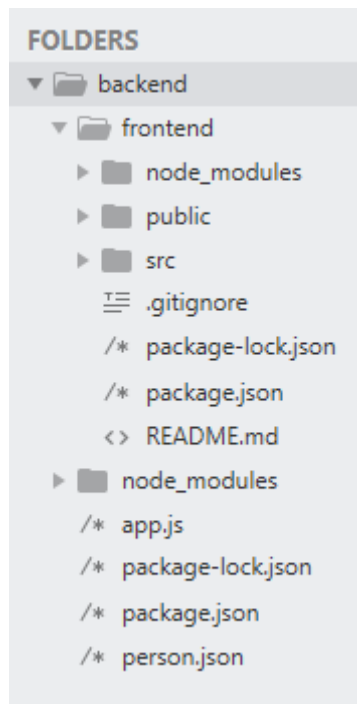 FOLDERS
backend
frontend
node_modules
public
src
.gitignore
/* package-lock.json
/* package.json
<> README.md
node_modules
/* app.js
/* package-lock.json
/* package.json
/* person.json